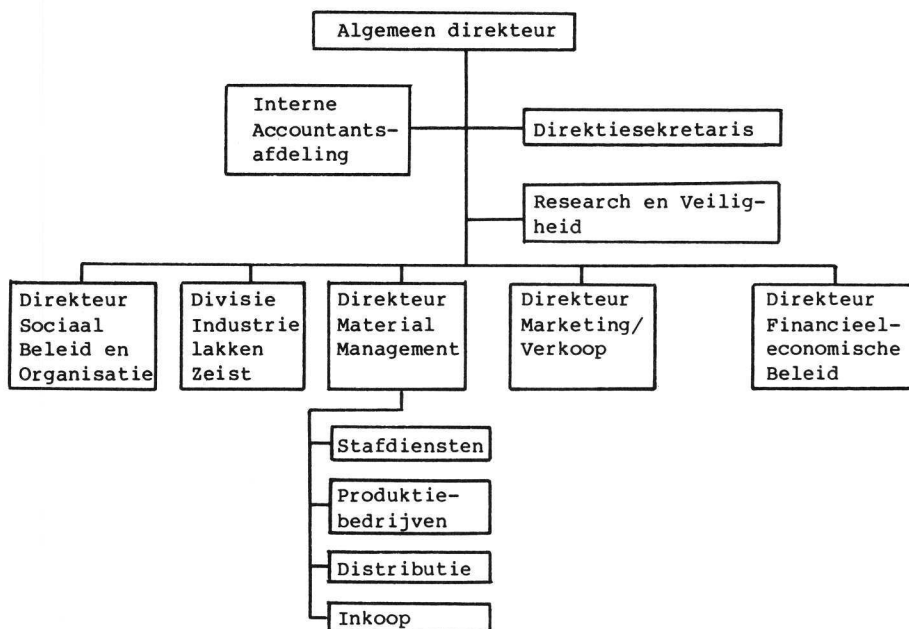 Algemeen direkteur
Interne
Accountants-
afdeling
Direktiesekretaris
Research en Veilig-
heid
Direkteur
Sociaal
Beleid en
Organisatie
Divisie
Industrie
lakken
Zeist
Direkteur
Material
Management
Direkteur
Marketing/
Verkoop
Direkteur
Financieel-
economische
Beleid
Stafdiensten
Produktie-
bedrijven
Distributie
Inkoop